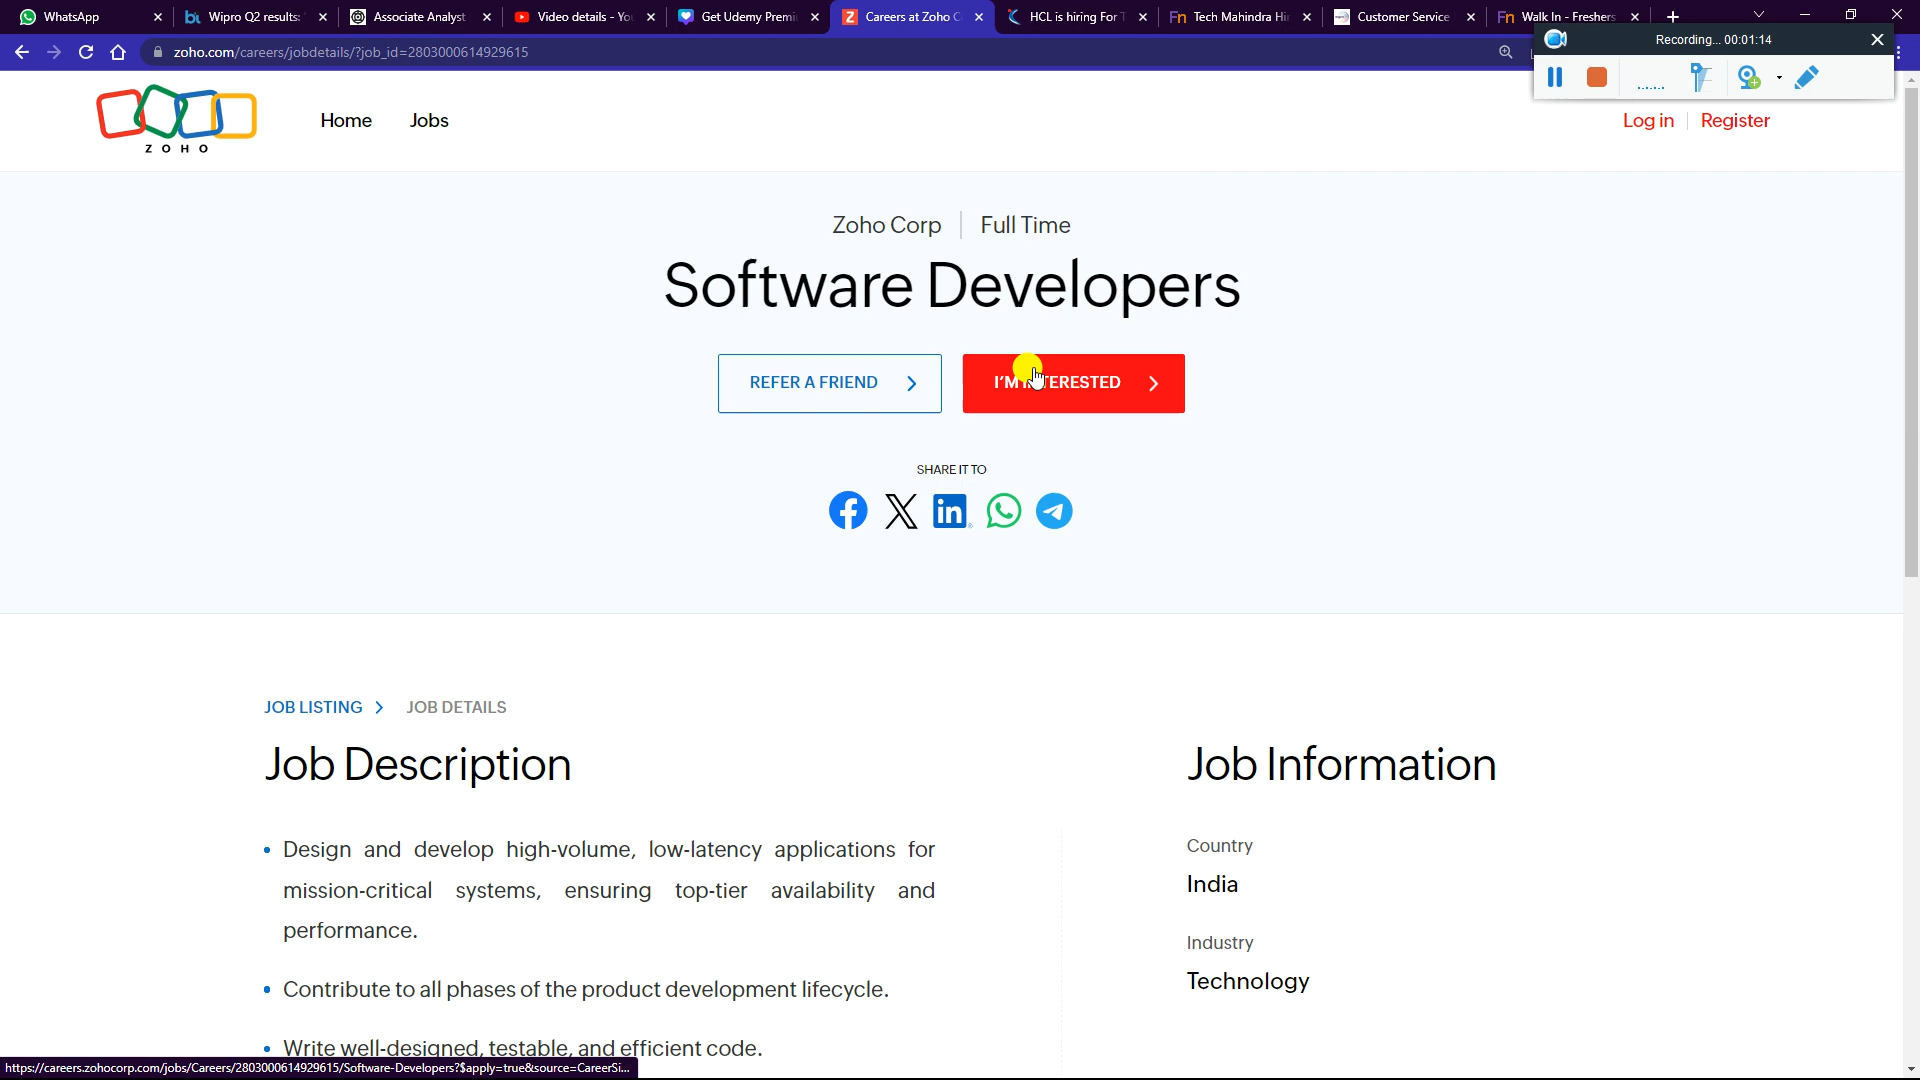 WhatsApp
Wipro Q2 results:
Associate Analyst
Video details - Yo
Get Udemy Premi
Careers at Zoho C
HCL is hiring For T
Tech Mahindra Hi
Customer Service
Walk In - Freshers
zoho.com/careers/jobdetails/?job_id=2803000614929615
Recording... 00:01:14
ZOHO
Home
Jobs
Log in
Register
Zoho Corp
Full Time
Software Developers
REFER A FRIEND
I'M INTERESTED
SHARE IT TO
JOB LISTING
JOB DETAILS
Job Description
Job Information
Design and develop high-volume, low-latency applications for
mission-critical systems, ensuring top-tier availability and
performance.
Contribute to all phases of the product development lifecycle.
Write well-designed, testable, and efficient code.
Country
India
Industry
Technology
https://careers.zohocorp.com/jobs/Careers/2803000614929615/Software-Developers?$apply=true&source=CareerSi...